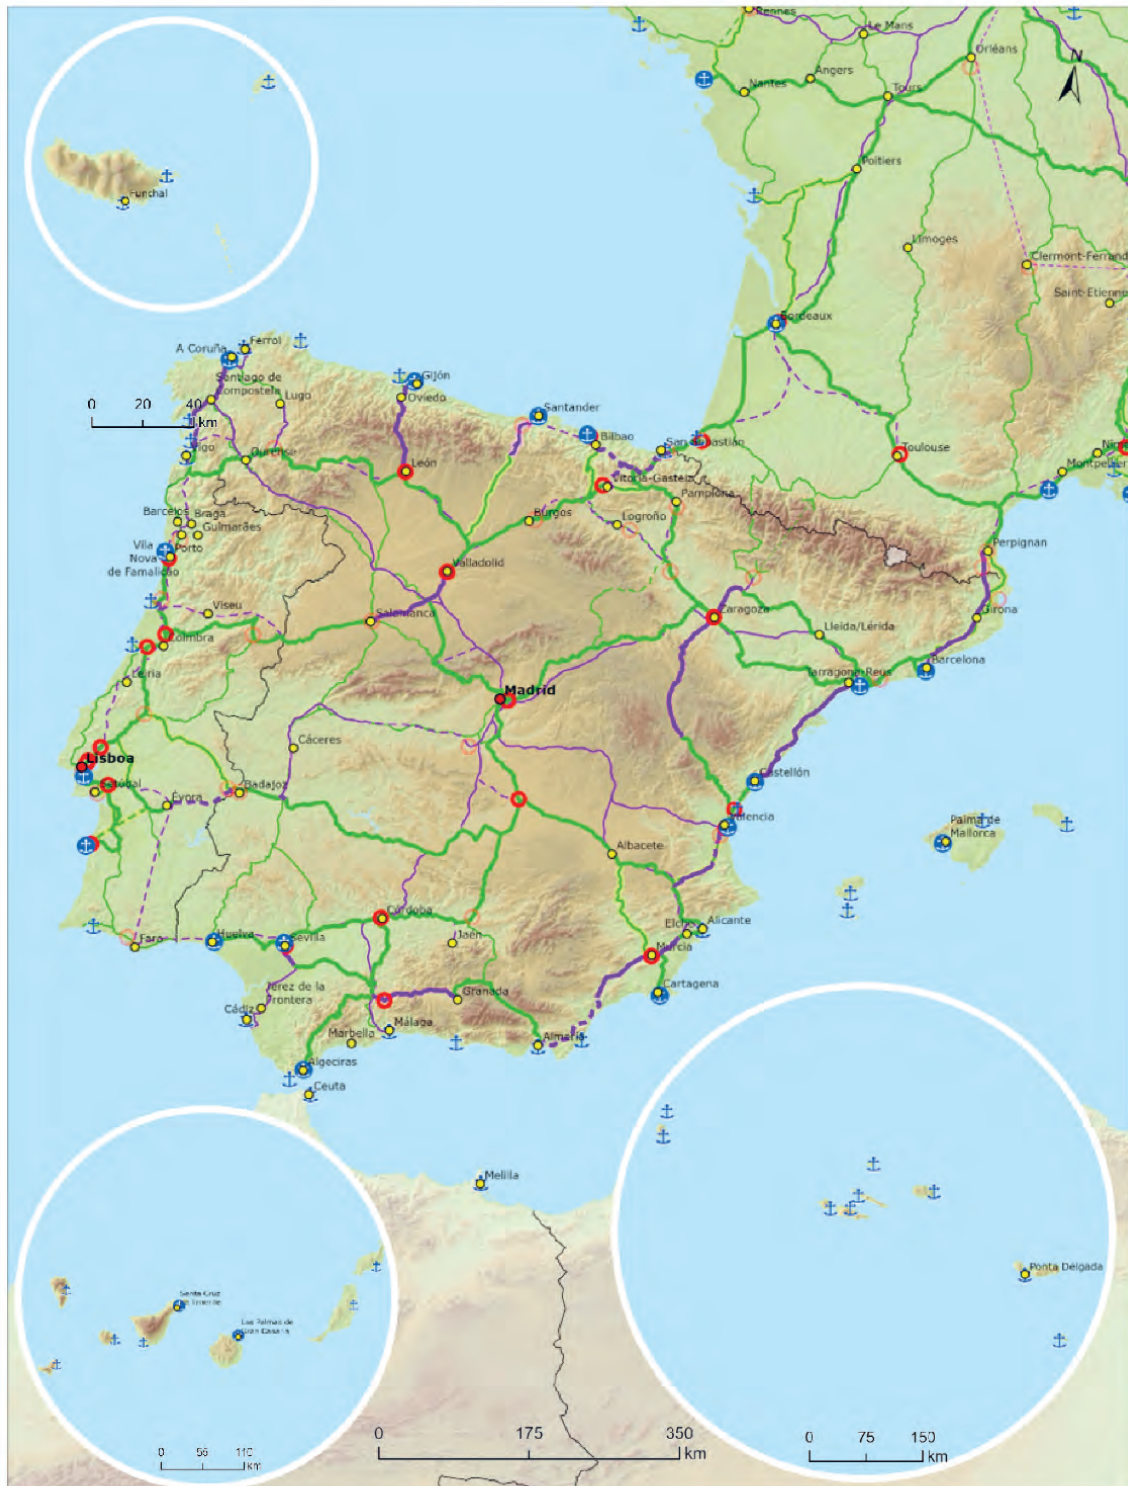 Rennes
Le Mans
Orléans
N
Nantes
Angers
Tours
Poitiers
Funchal
Limoges
Clermont-Ferrand
Saint-Etienne
Bordeaux
A Coruña
Ferrol
Gijón
Santiago de
Compostela
Lugo
Oviedo
0 20 40
km
Santander
Bilbao
San Sebastián
Toulouse
Montpellier
Vigo
Ourense
León
Vitoria-Gasteiz
Pamplona
Barcelos
Braga
Guimarães
Burgos
Logroño
Vila
Nova
de Famalicão
Porto
Perpignan
Valladolid
Viseu
Salamanca
Zaragoza
Girona
Coimbra
Lleida/Lérida
Leiria
Barcelona
Tarragona-Reus
Madrid
Cáceres
Lisboa
Setúbal
Évora
Badajoz
Castellón
Valencia
Palma de
Mallorca
Albacete
Córdoba
Elche
Alicante
Faro
Huelva
Sevilla
Jaén
Murcia
Jerez de la
Frontera
Granada
Cartagena
Cádiz
Marbella
Málaga
Almería
Algeciras
Ceuta
Melilla
Ponta Delgada
Santa Cruz
de Tenerife
Las Palmas de
Gran Canaria
0 55 110
km
0 175 350
km
0 75 150
km